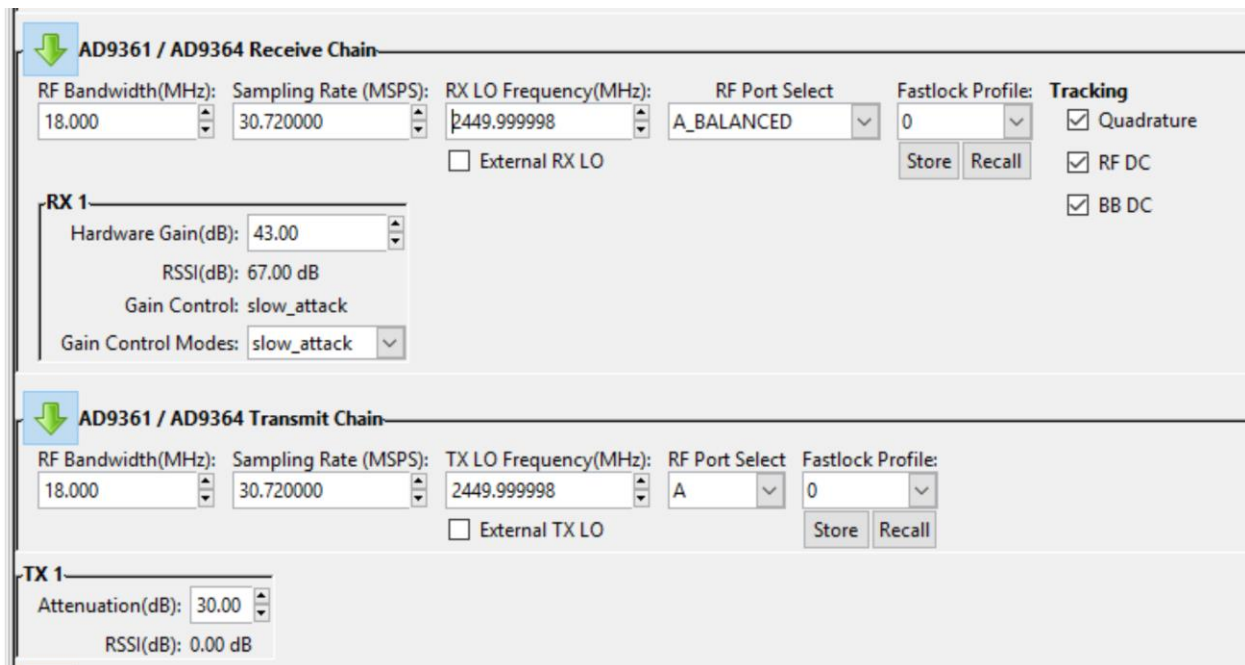 AD9361 / AD9364 Receive Chain
RF Bandwidth(MHz): Sampling Rate (MSPS): RX LO Frequency(MHz): RF Port Select Fastlock Profile: Tracking
18.000 30.720000 2449.999998 A_BALANCED 0 Quadrature
External RX LO Store Recall RF DC
BB DC
RX 1
Hardware Gain(dB): 43.00
RSSI(dB): 67.00 dB
Gain Control: slow_attack
Gain Control Modes: slow_attack
AD9361 / AD9364 Transmit Chain
RF Bandwidth(MHz): Sampling Rate (MSPS): TX LO Frequency(MHz): RF Port Select Fastlock Profile:
18.000 30.720000 2449.999998 A 0
External TX LO Store Recall
TX 1
Attenuation(dB): 30.00
RSSI(dB): 0.00 dB